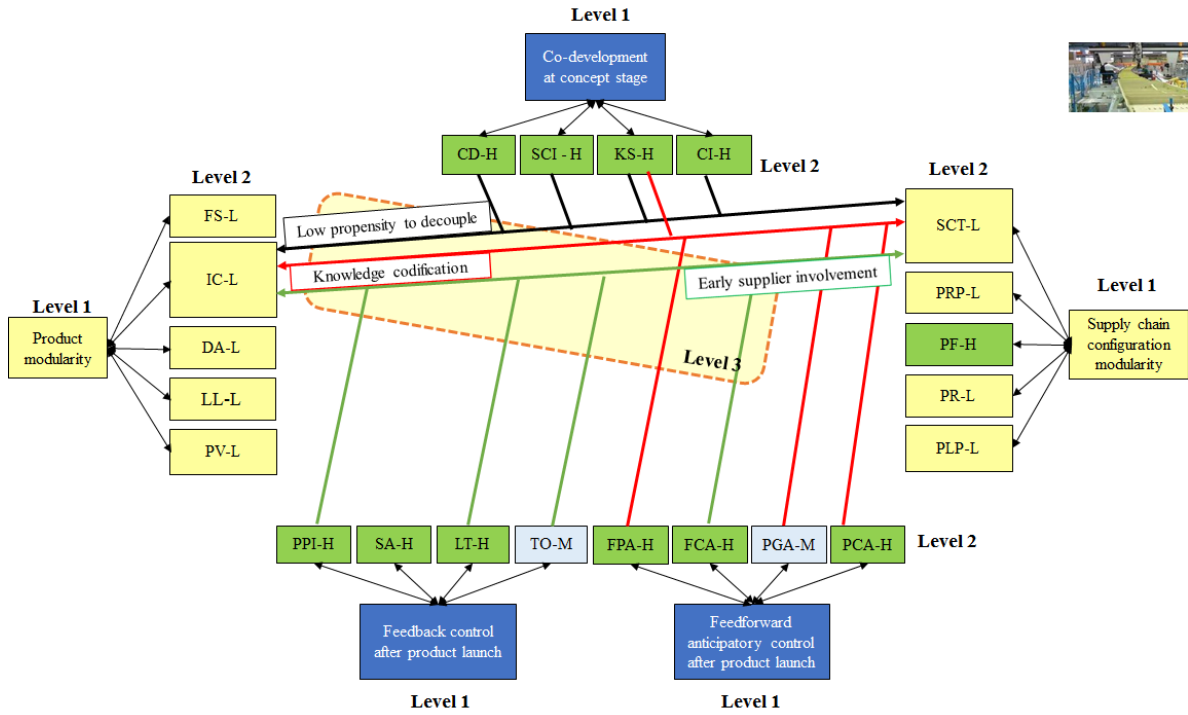 Level 1
Co-development
at concept stage
CD-H
SCI - H
KS-H
CI-H
Level 2
Level 2
Level 2
FS-L
IC-L
DA-L
LL-L
PV-L
Level 1
Product
modularity
Low propensity to decouple
Knowledge codification
Early supplier involvement
Level 3
SCT-L
PRP-L
PF-H
PR-L
PLP-L
Level 1
Supply chain
configuration
modularity
PPI-H
SA-H
LT-H
TO-M
FPA-H
FCA-H
PGA-M
PCA-H
Level 2
Feedback control
after product launch
Feedforward
anticipatory control
after product launch
Level 1
Level 1